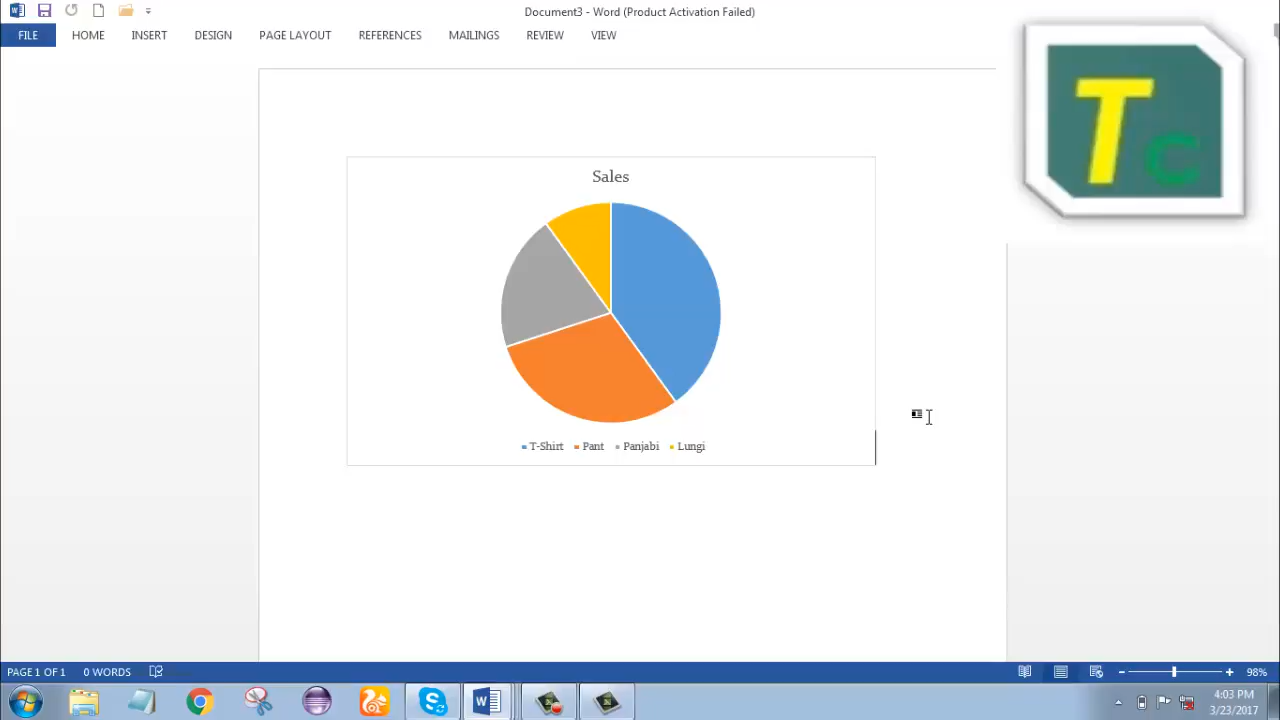 Document3 - Word (Product Activation Failed)
FILE HOME INSERT DESIGN PAGE LAYOUT REFERENCES MAILINGS REVIEW VIEW
TC
Sales
T-Shirt Pant Panjabi Lungi
PAGE 1 OF 1 0 WORDS 98%
4:03 PM
3/23/2017